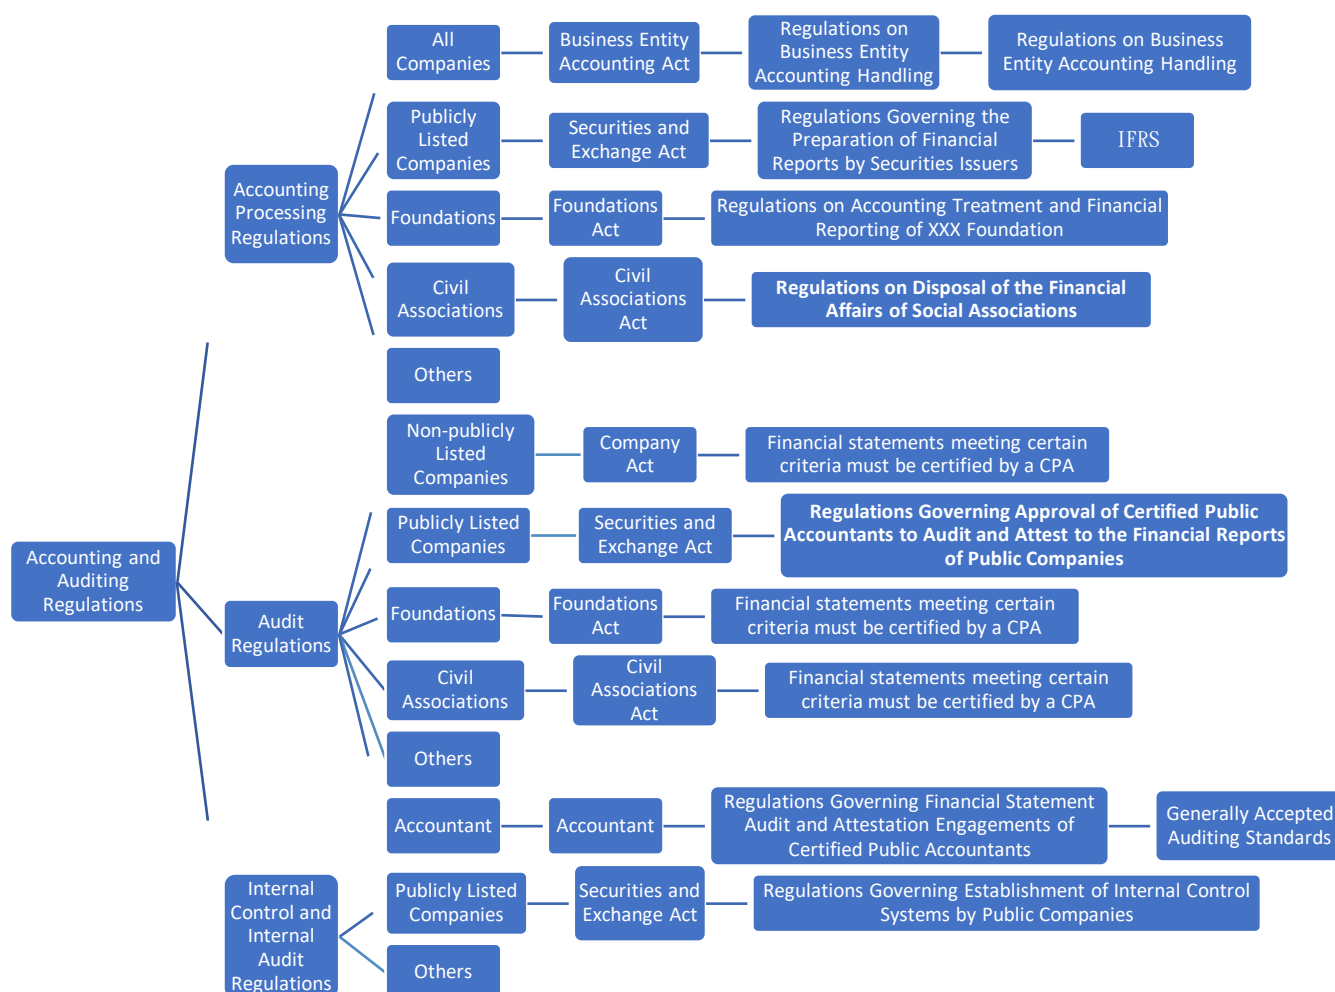 All
Companies
Business Entity
Accounting Act
Regulations on
Business Entity
Accounting Handling
Regulations on Business
Entity Accounting Handling
Publicly
Listed
Companies
Securities and
Exchange Act
Regulations Governing the
Preparation of Financial
Reports by Securities Issuers
IFRS
Accounting
Processing
Regulations
Foundations
Foundations
Act
Regulations on Accounting Treatment and Financial
Reporting of XXX Foundation
Civil
Associations
Civil
Associations
Act
Regulations on Disposal of the Financial
Affairs of Social Associations
Others
Non-publicly
Listed
Companies
Company
Act
Financial statements meeting certain
criteria must be certified by a CPA
Publicly Listed
Companies
Securities and
Exchange Act
Regulations Governing Approval of Certified Public
Accountants to Audit and Attest to the Financial Reports
of Public Companies
Accounting and
Auditing
Regulations
Audit
Regulations
Foundations
Foundations
Act
Financial statements meeting certain
criteria must be certified by a CPA
Civil
Associations
Civil
Associations
Act
Financial statements meeting certain
criteria must be certified by a CPA
Others
Accountant
Accountant
Regulations Governing Financial Statement
Audit and Attestation Engagements of
Certified Public Accountants
Generally Accepted
Auditing Standards
Internal
Control and
Internal
Audit
Regulations
Publicly Listed
Companies
Securities and
Exchange Act
Regulations Governing Establishment of Internal Control
Systems by Public Companies
Others